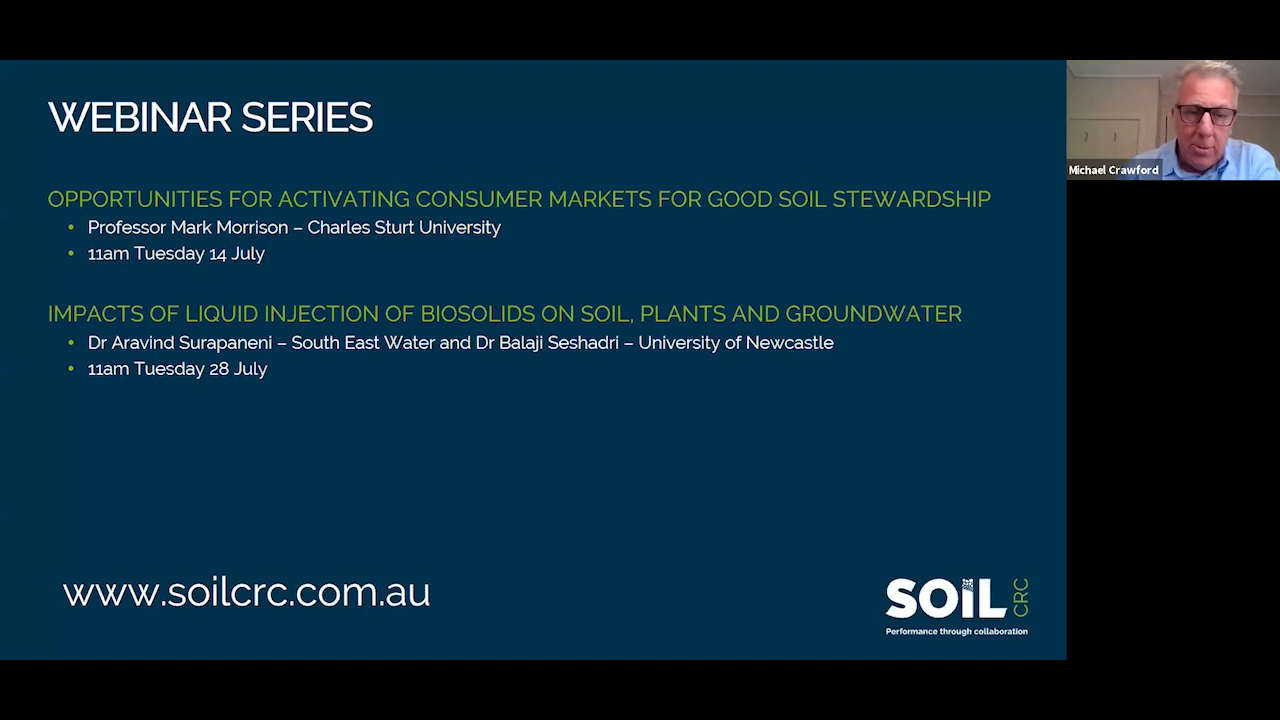 WEBINAR SERIES
OPPORTUNITIES FOR ACTIVATING CONSUMER MARKETS FOR GOOD SOIL STEWARDSHIP
• Professor Mark Morrison – Charles Sturt University
• 11am Tuesday 14 July
IMPACTS OF LIQUID INJECTION OF BIOSOLIDS ON SOIL, PLANTS AND GROUNDWATER
• Dr Aravind Surapaneni – South East Water and Dr Balaji Seshadri – University of Newcastle
• 11am Tuesday 28 July
www.soilcrc.com.au
SOIL CRC
Performance through collaboration
Michael Crawford